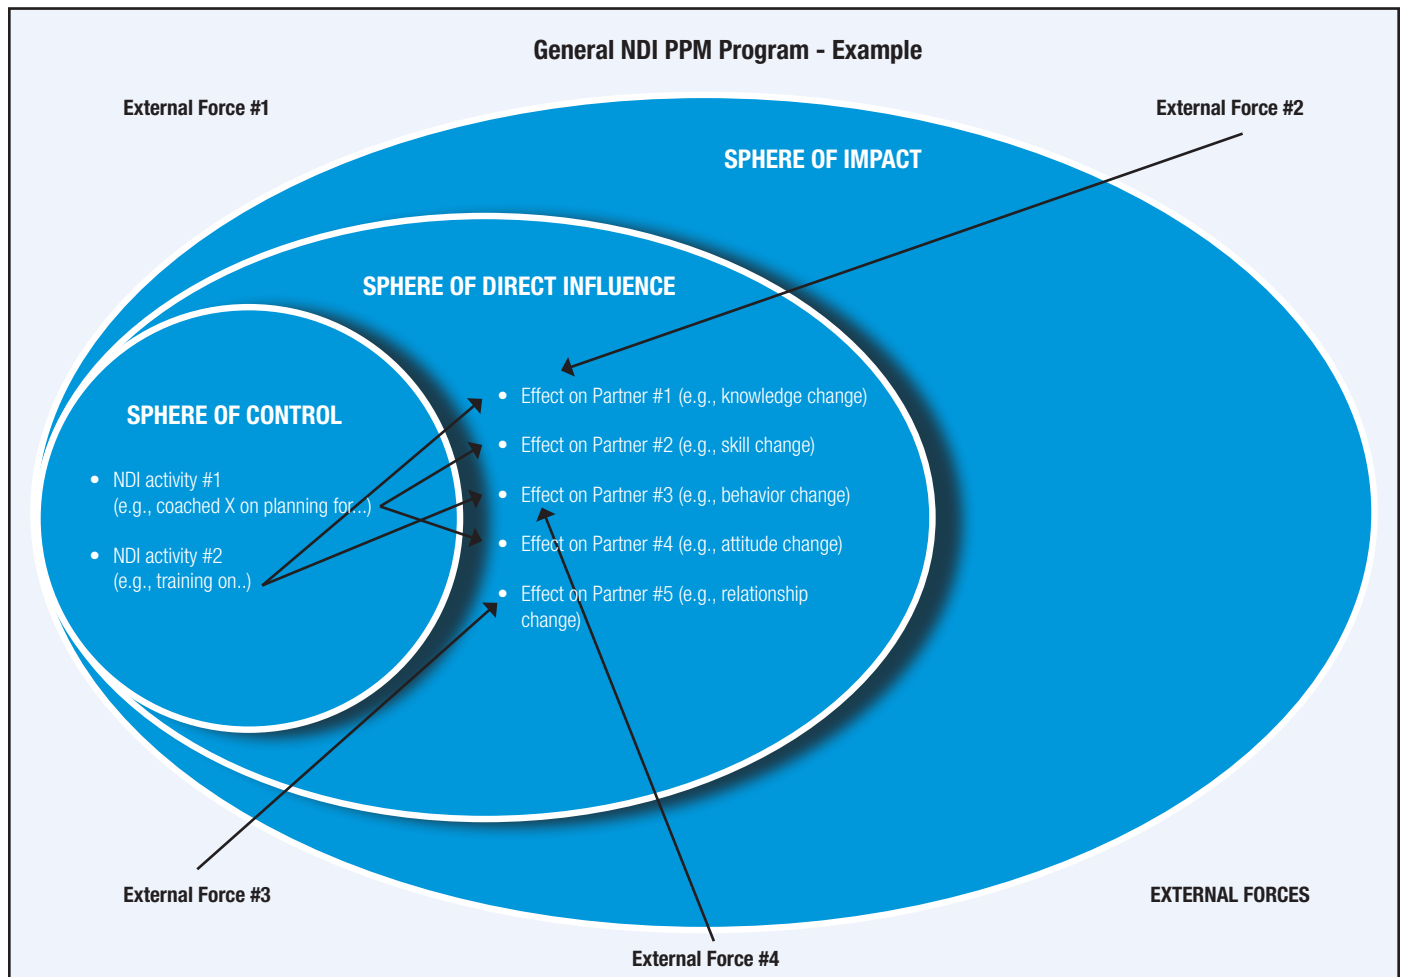 General NDI PPM Program - Example
External Force #1
External Force #2
SPHERE OF IMPACT
SPHERE OF DIRECT INFLUENCE
SPHERE OF CONTROL
• NDI activity #1
(e.g., coached X on planning for...)
• NDI activity #2
(e.g., training on..)
• Effect on Partner #1 (e.g., knowledge change)
• Effect on Partner #2 (e.g., skill change)
• Effect on Partner #3 (e.g., behavior change)
• Effect on Partner #4 (e.g., attitude change)
• Effect on Partner #5 (e.g., relationship
change)
External Force #3
EXTERNAL FORCES
External Force #4